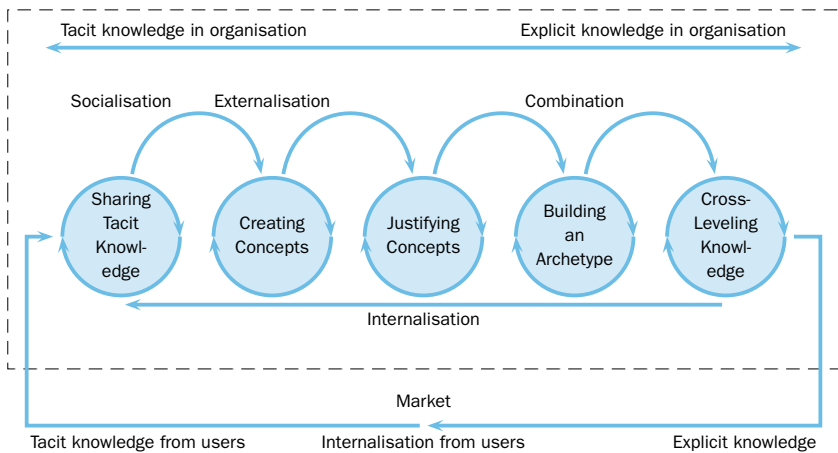 Tacit knowledge in organisation
Explicit knowledge in organisation
Socialisation
Externalisation
Combination
Sharing
Tacit
Knowl-
edge
Creating
Concepts
Justifying
Concepts
Building
an
Archetype
Cross-
Leveling
Knowl-
edge
Internalisation
Market
Tacit knowledge from users
Internalisation from users
Explicit knowledge